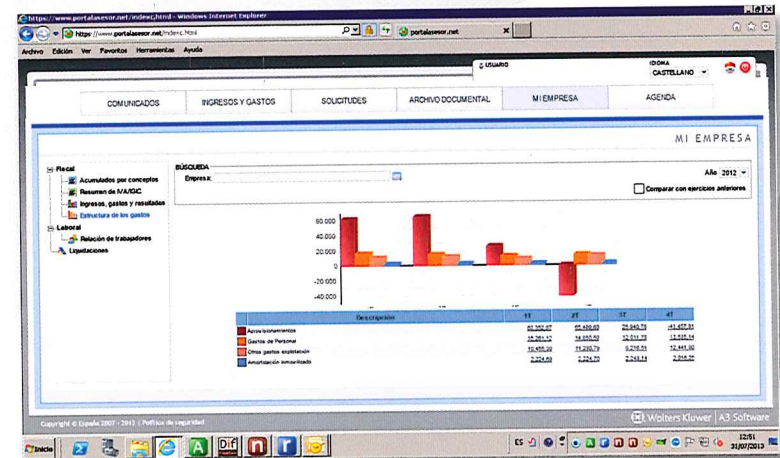 https://www.portalasesor.net/indexc.html - Windows Internet Explorer
https://www.portalasesor.net/indexc.html
portalasesor.net
Archivo Edición Ver Favoritos Herramientas Ayuda
USUARIO
IDIOMA
CASTELLANO
COMUNICADOS
INGRESOS Y GASTOS
SOLICITUDES
ARCHIVO DOCUMENTAL
MI EMPRESA
AGENDA
MI EMPRESA
Fiscal
Acumulados por conceptos
Resumen de IVA/IGIC
Ingresos, gastos y resultados
Estructura de los gastos
Laboral
Relación de trabajadores
Liquidaciones
BÚSQUEDA
Empresa:
Año 2012
Comparar con ejercicios anteriores
60.000
40.000
20.000
0
-20.000
-40.000
Descripción 1T 2T 3T 4T
Aprovisionamientos
Gastos de Personal
Otros gastos explotación
Amortización inmovilizado
Copyright © España 2007 - 2013 | Política de seguridad
Wolters Kluwer | A3 Software
Inicio
Dif
ES
12:51
31/07/2013